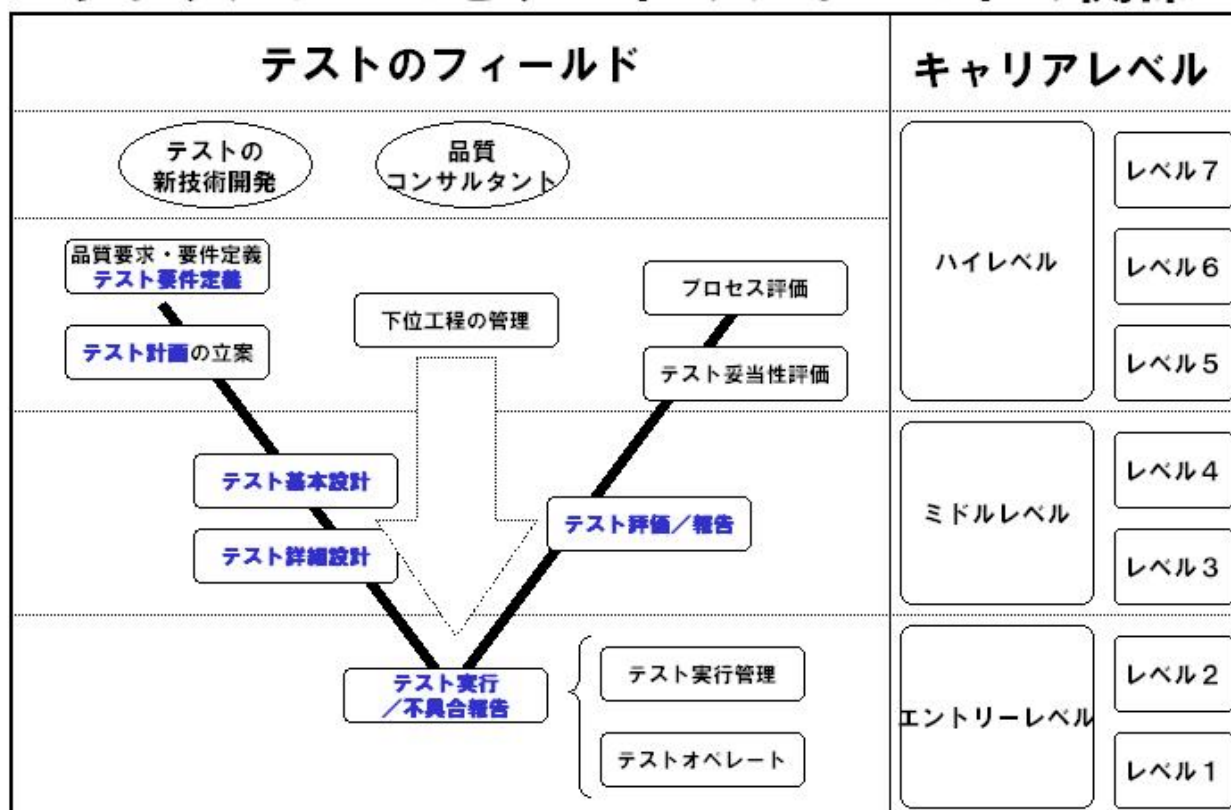 テストのフィールド
キャリアレベル
テストの
新技術開発
品質
コンサルタント
品質要求・要件定義
テスト要件定義
テスト計画の立案
下位工程の管理
プロセス評価
テスト妥当性評価
テスト基本設計
テスト詳細設計
テスト評価／報告
テスト実行
／不具合報告
テスト実行管理
テストオペレート
ハイレベル
レベル７
レベル６
レベル５
ミドルレベル
レベル４
レベル３
エントリーレベル
レベル２
レベル１